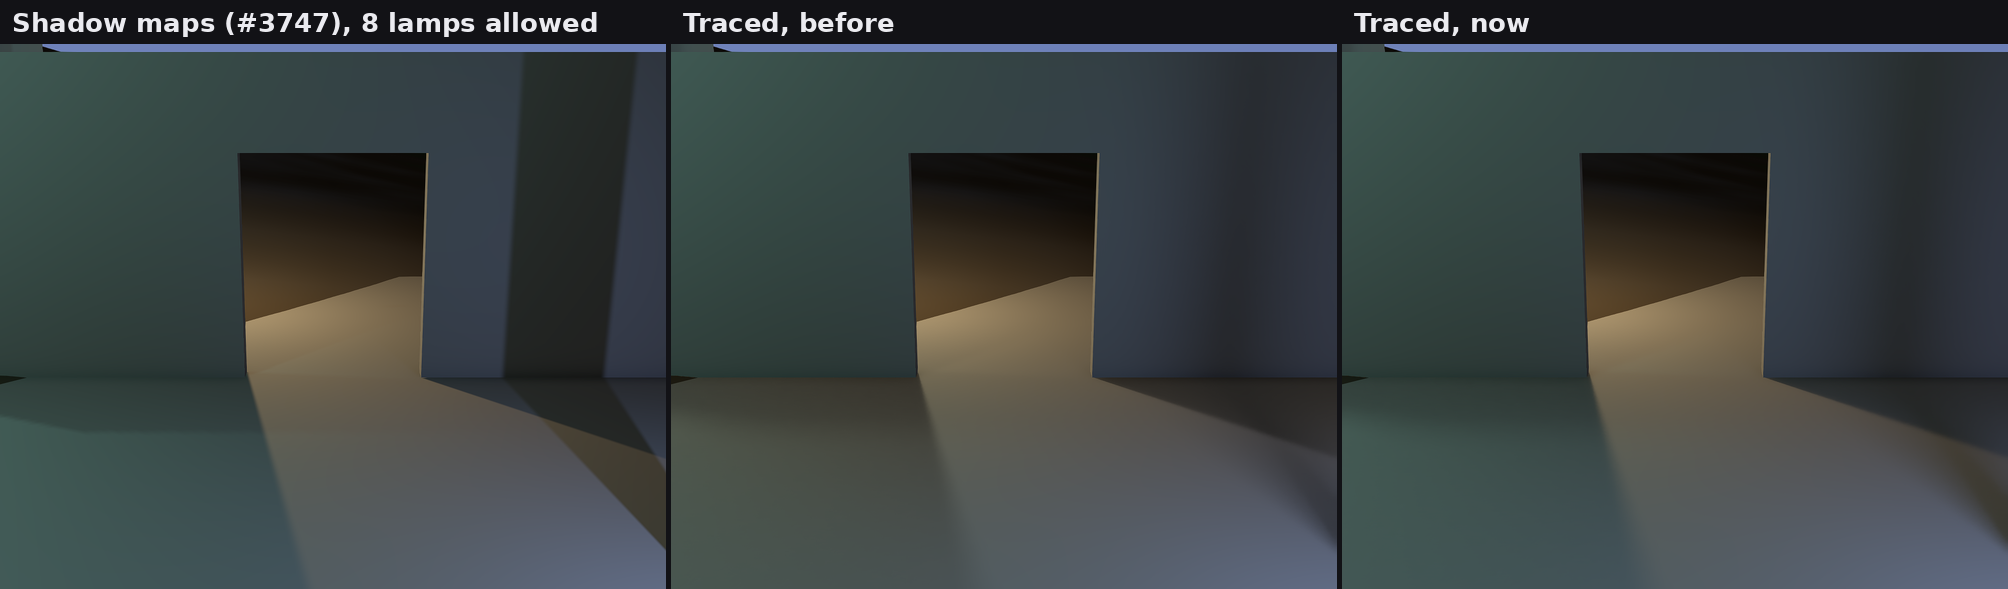 Shadow maps (#3747), 8 lamps allowed
Traced, before
Traced, now